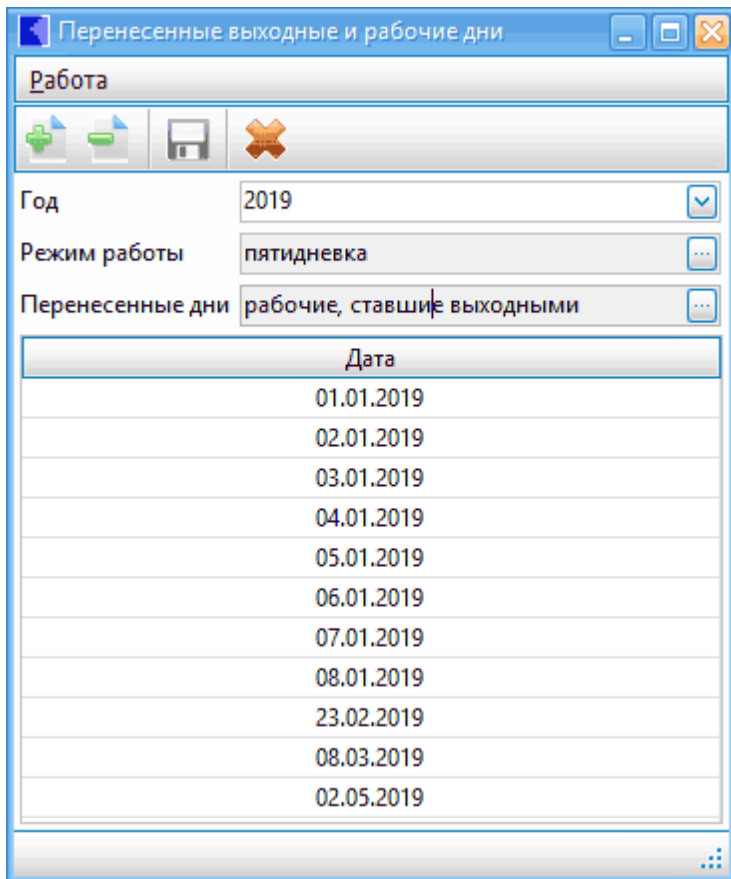 Перенесенные выходные и рабочие дни
Работа
Год 2019
Режим работы пятидневка
Перенесенные дни рабочие, ставшие выходными
Дата
01.01.2019
02.01.2019
03.01.2019
04.01.2019
05.01.2019
06.01.2019
07.01.2019
08.01.2019
23.02.2019
08.03.2019
02.05.2019